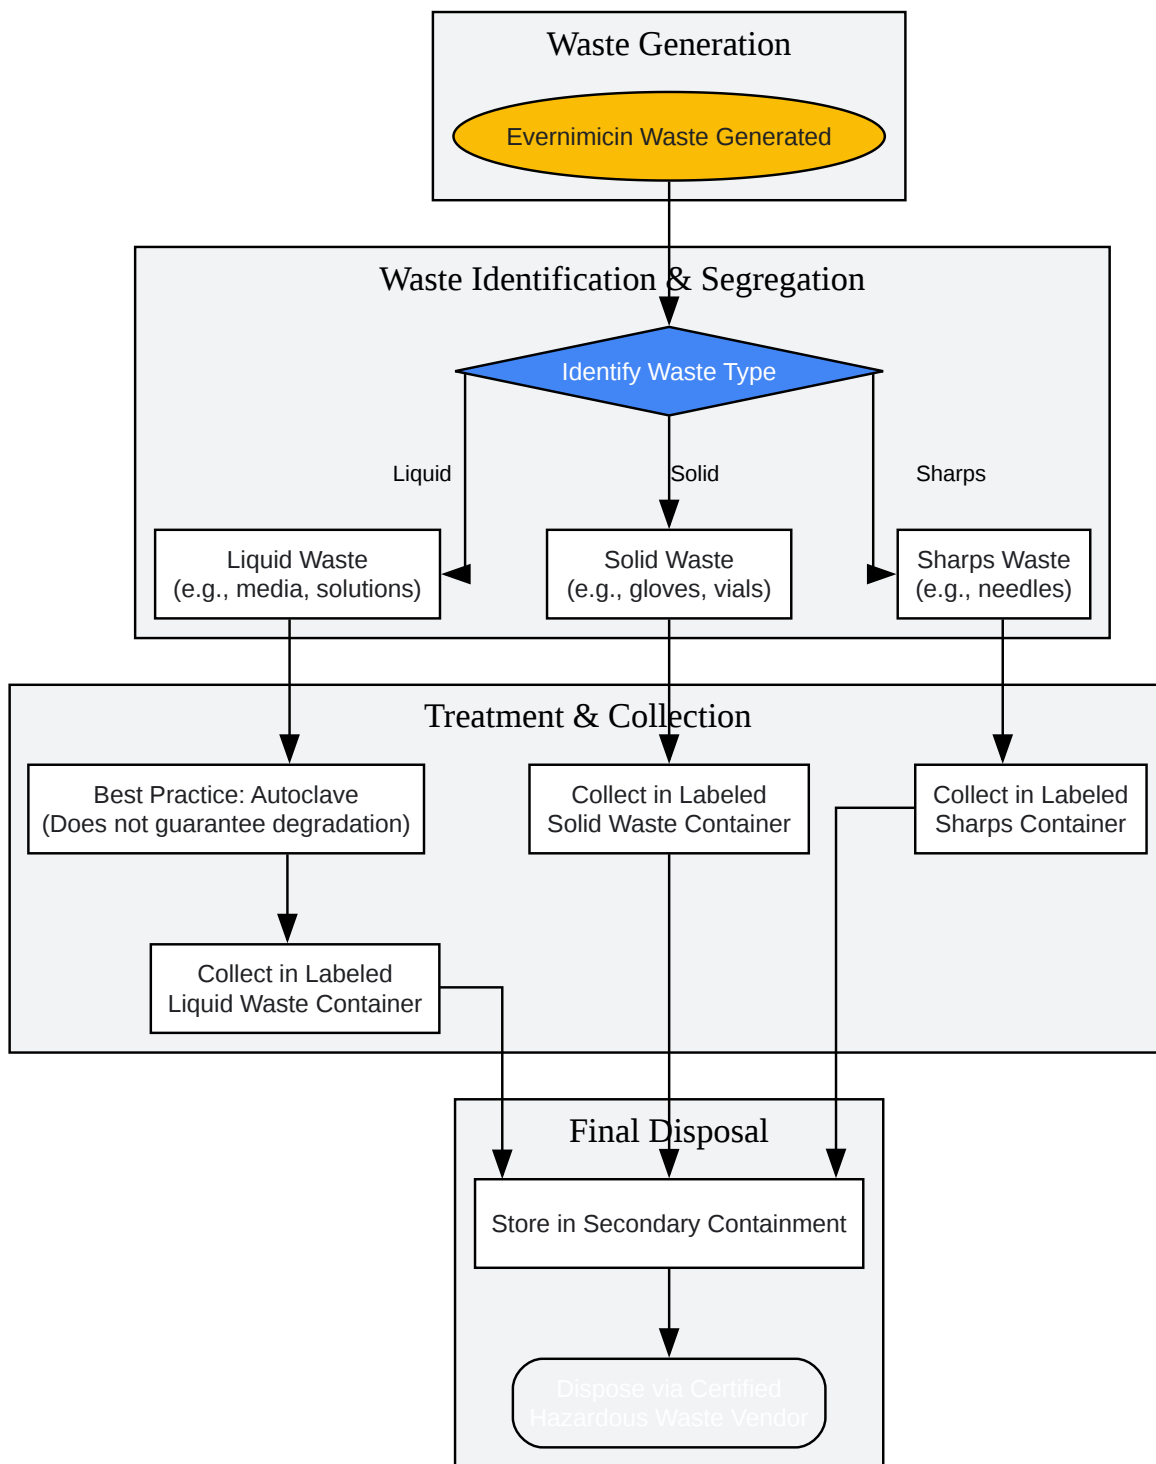 Waste Generation
Evernimicin Waste Generated
Waste Identification & Segregation
Identify Waste Type
Liquid
Solid
Sharps
Liquid Waste
(e.g., media, solutions)
Solid Waste
(e.g., gloves, vials)
Sharps Waste
(e.g., needles)
Treatment & Collection
Best Practice: Autoclave
(Does not guarantee degradation)
Collect in Labeled
Solid Waste Container
Collect in Labeled
Sharps Container
Collect in Labeled
Liquid Waste Container
Final Disposal
Store in Secondary Containment
Dispose via Certified
Hazardous Waste Vendor